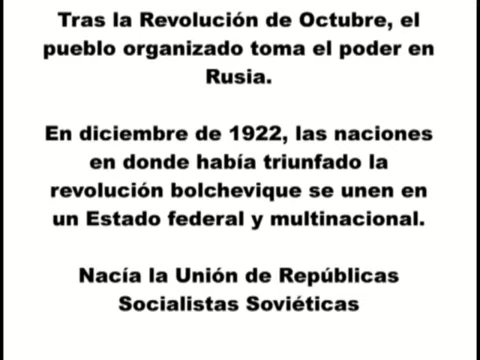 Tras la Revolución de Octubre, el
pueblo organizado toma el poder en
Rusia.
En diciembre de 1922, las naciones
en donde había triunfado la
revolución bolchevique se unen en
un Estado federal y multinacional.
Nacía la Unión de Repúblicas
Socialistas Soviéticas